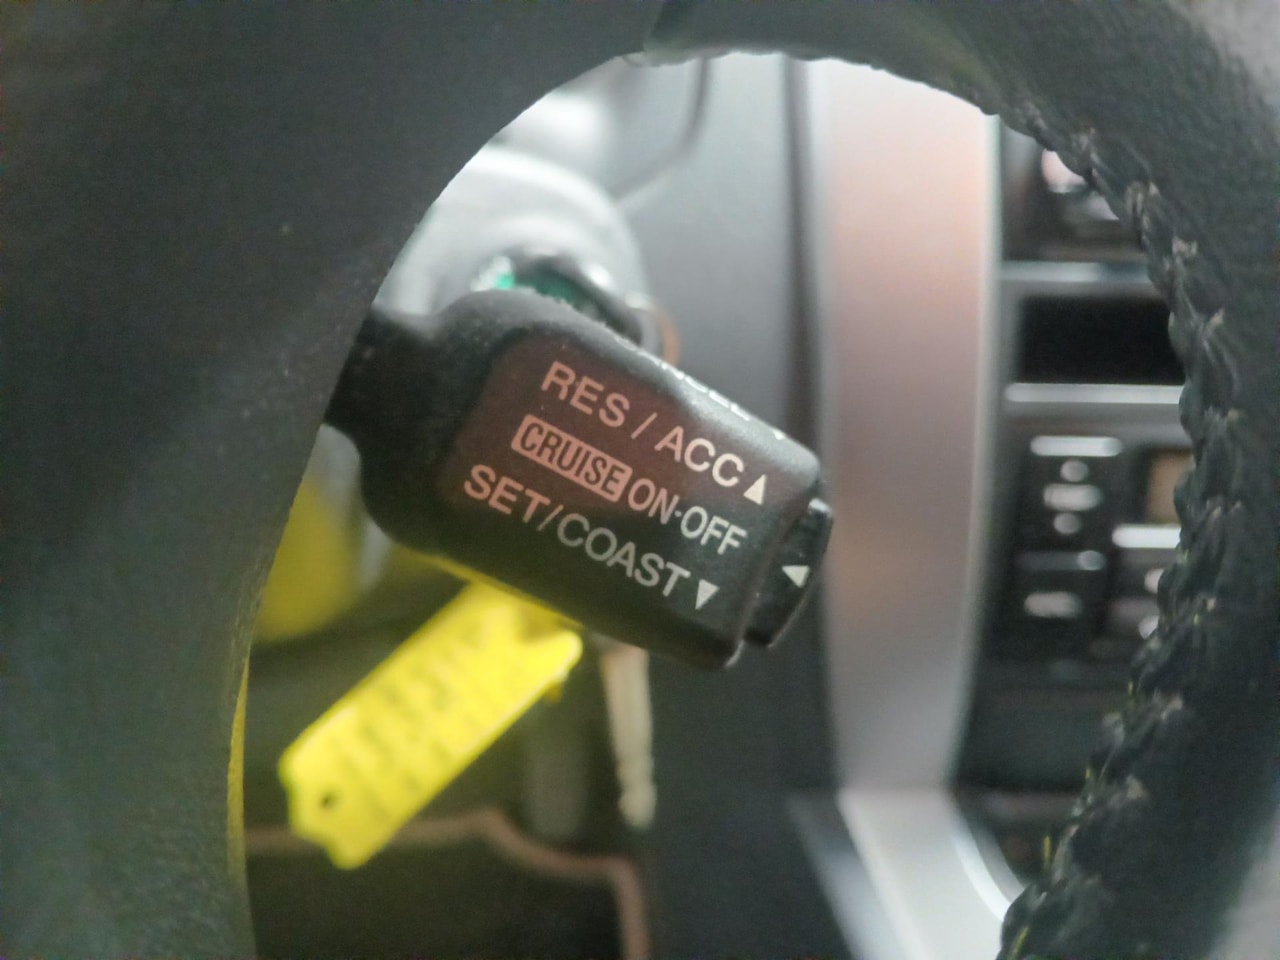 RES / ACC▲
CRUISE ON·OFF
SET/COAST▼